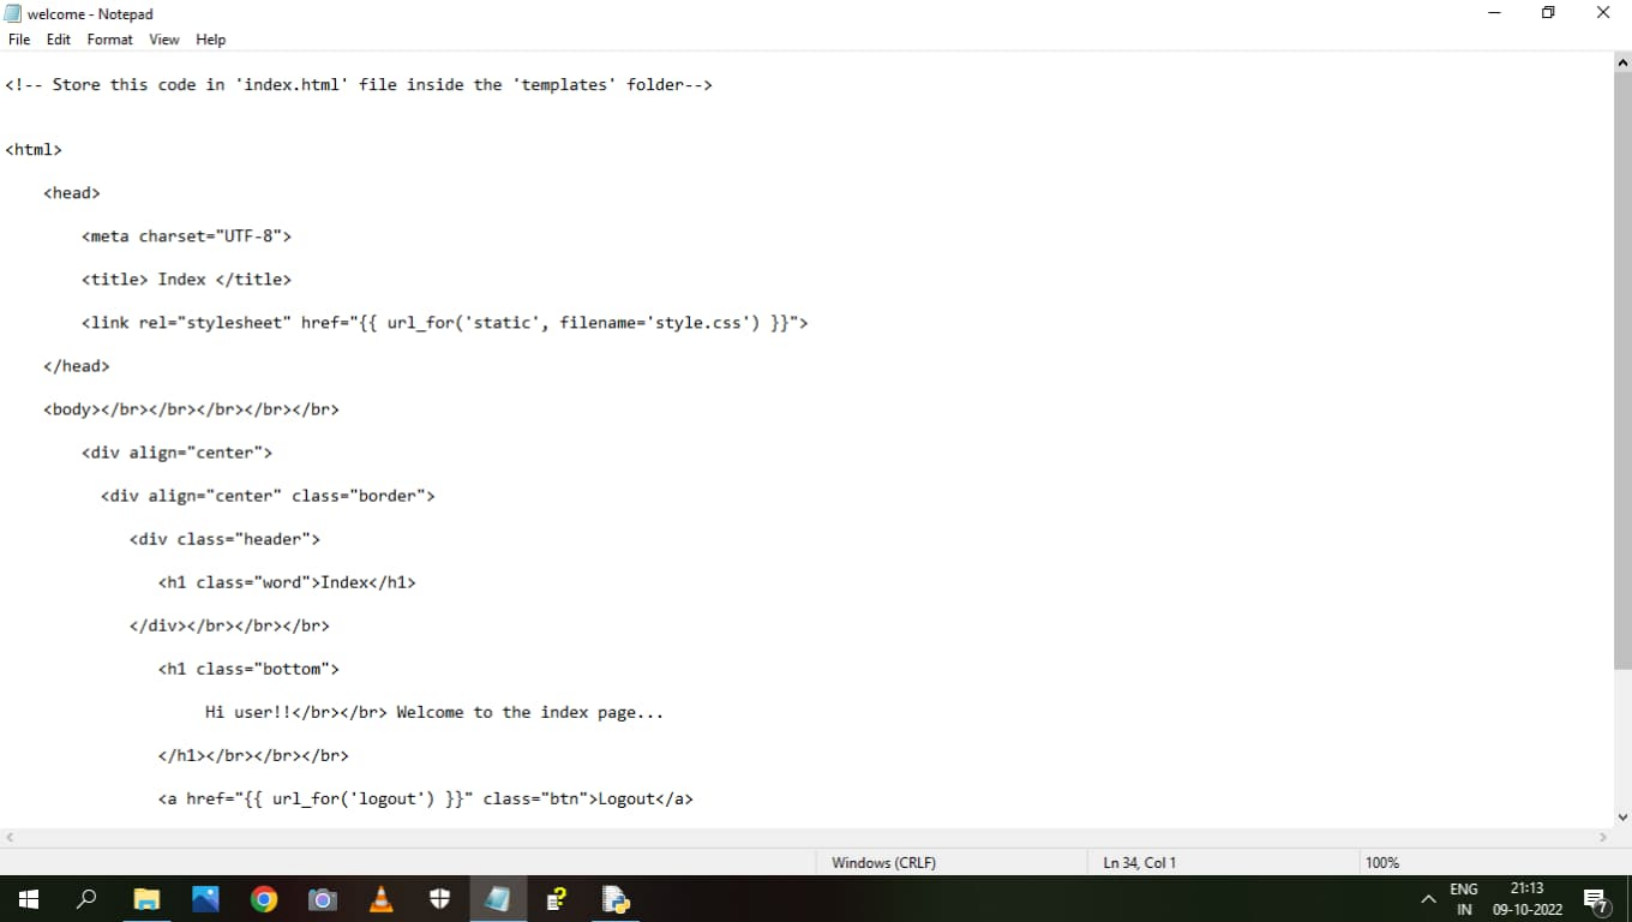 welcome - Notepad
File Edit Format View Help
<!-- Store this code in 'index.html' file inside the 'templates' folder-->
<html>
<head>
<meta charset="UTF-8">
<title> Index </title>
<link rel="stylesheet" href="{{ url_for('static', filename='style.css') }}">
</head>
<body></br></br></br></br></br>
<div align="center">
<div align="center" class="border">
<div class="header">
<h1 class="word">Index</h1>
</div></br></br></br>
<h1 class="bottom">
Hi user!!</br></br> Welcome to the index page...
</h1></br></br></br>
<a href="{{ url_for('logout') }}" class="btn">Logout</a>
Windows (CRLF) Ln 34, Col 1 100%
ENG 21:13
IN 09-10-2022 7